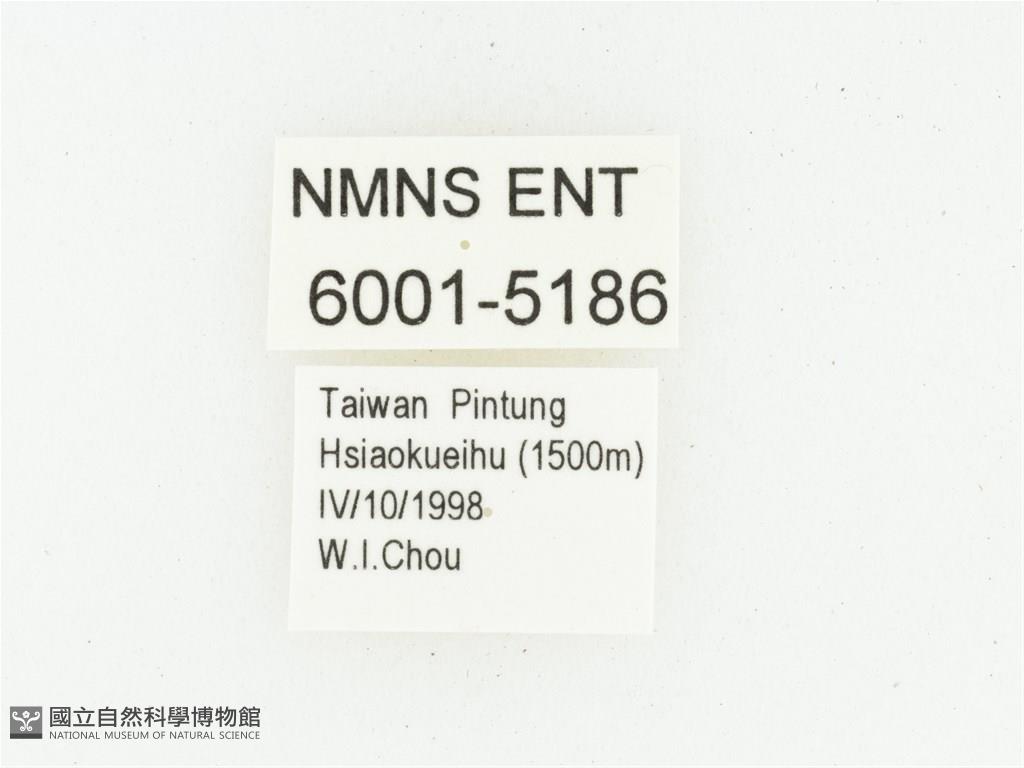 NMNS ENT
6001-5186
Taiwan Pintung
Hsiaokueihu (1500m)
IV/10/1998
W.I.Chou
國立自然科學博物館
NATIONAL MUSEUM OF NATURAL SCIENCE